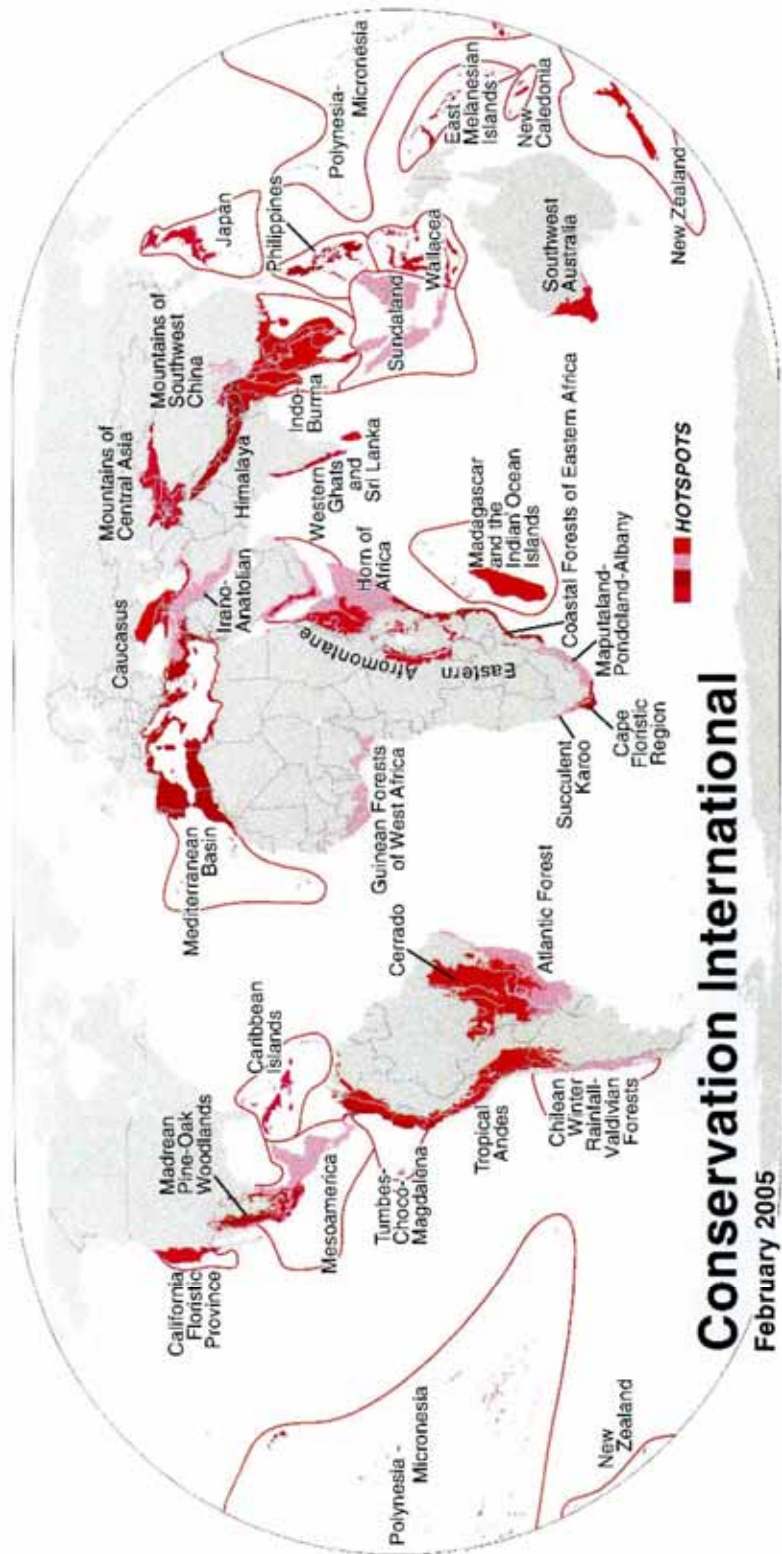 California
Floristic
Province
Madrean
Pine-Oak
Woodlands
Caribbean
Islands
Mesoamerica
Tumbes-
Chocó-
Magdalena
Tropical
Andes
Chilean
Winter
Rainfall-
Valdivian
Forests
Cerrado
Atlantic Forest
Polynesia -
Micronesia
New
Zealand
Mediterranean
Basin
Caucasus
Irano-
Anatolian
Guinean Forests
of West Africa
Horn of
Africa
Eastern
Afromontane
Succulent
Karoo
Cape
Floristic
Region
Maputaland-
Pondoland-Albany
Coastal Forests of Eastern Africa
Madagascar
and the
Indian Ocean
Islands
Mountains of
Central Asia
Himalaya
Western
Ghats
and
Sri Lanka
Mountains of
Southwest
China
Indo-
Burma
Japan
Philippines
Sundaland
Wallacea
Polynesia-
Micronesia
East
Melanesian
Islands
New
Caledonia
Southwest
Australia
New Zealand
HOTSPOTS
Conservation International
February 2005